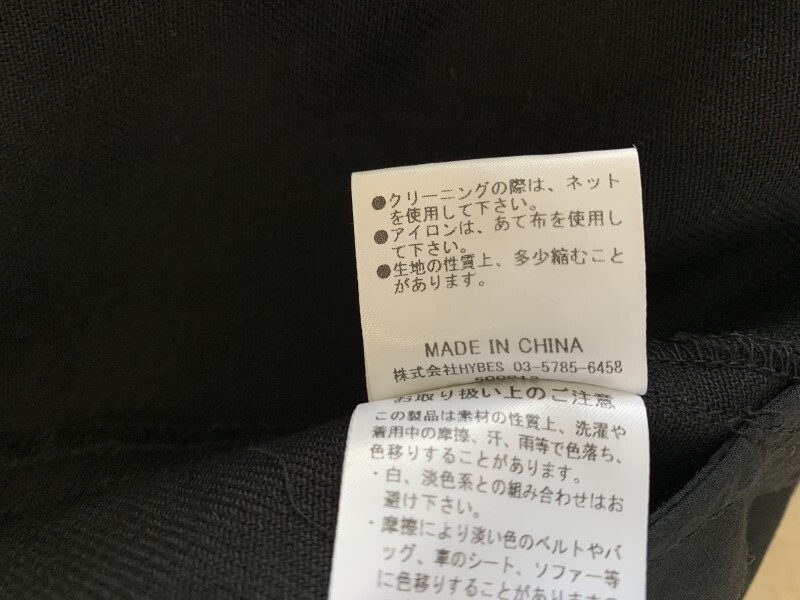 ●クリーニングの際は、ネット
を使用して下さい。
●アイロンは、あて布を使用し
て下さい。
●生地の性質上、多少縮むこと
があります。
MADE IN CHINA
株式会社HYBES 03-5785-6458
お取り扱い上のご注意
この製品は素材の性質上、洗濯や
着用中の摩擦、汗、雨等で色落ち、
色移りすることがあります。
・白、淡色系との組み合わせはお
避け下さい。
・摩擦により淡い色のベルトやバ
ッグ、車のシート、ソファー等
に色移りすることがあります